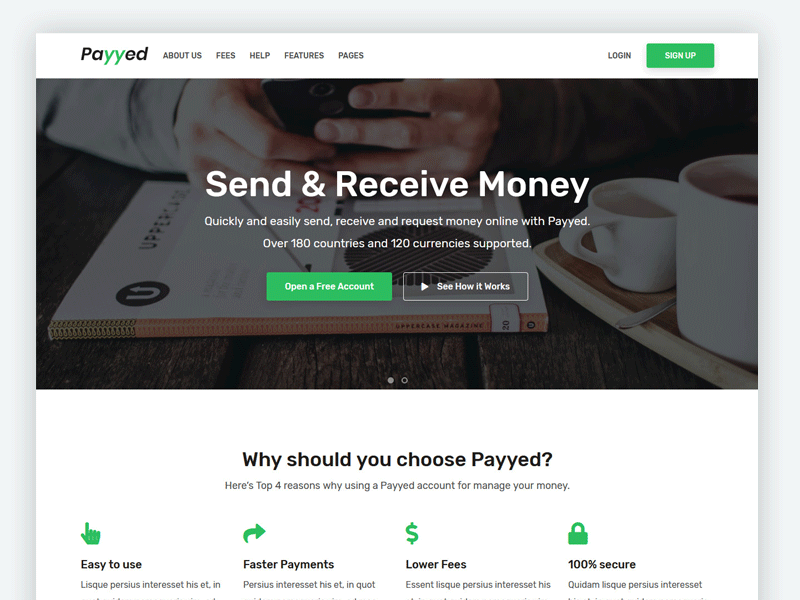 Payyed ABOUT US FEES HELP FEATURES PAGES LOGIN SIGN UP
Send & Receive Money
Quickly and easily send, receive and request money online with Payyed.
Over 180 countries and 120 currencies supported.
Open a Free Account See How it Works
UPPERCASE MAGAZINE 20
Why should you choose Payyed?
Here's Top 4 reasons why using a Payyed account for manage your money.
Easy to use Faster Payments Lower Fees 100% secure
Lisque persius interesset his et, in Persius interesset his et, in quot Essent lisque persius interesset his Quidam lisque persius interesset